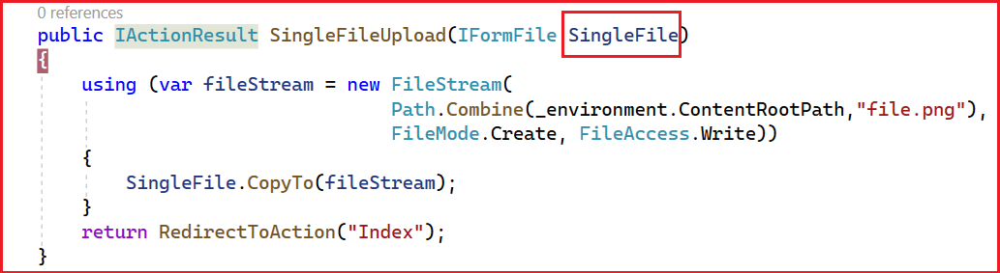 0 references
public IActionResult SingleFileUpload(IFormFile SingleFile)
{
using (var fileStream = new FileStream(
Path.Combine(_environment.ContentRootPath,"file.png"),
FileMode.Create, FileAccess.Write))
{
SingleFile.CopyTo(fileStream);
}
return RedirectToAction("Index");
}